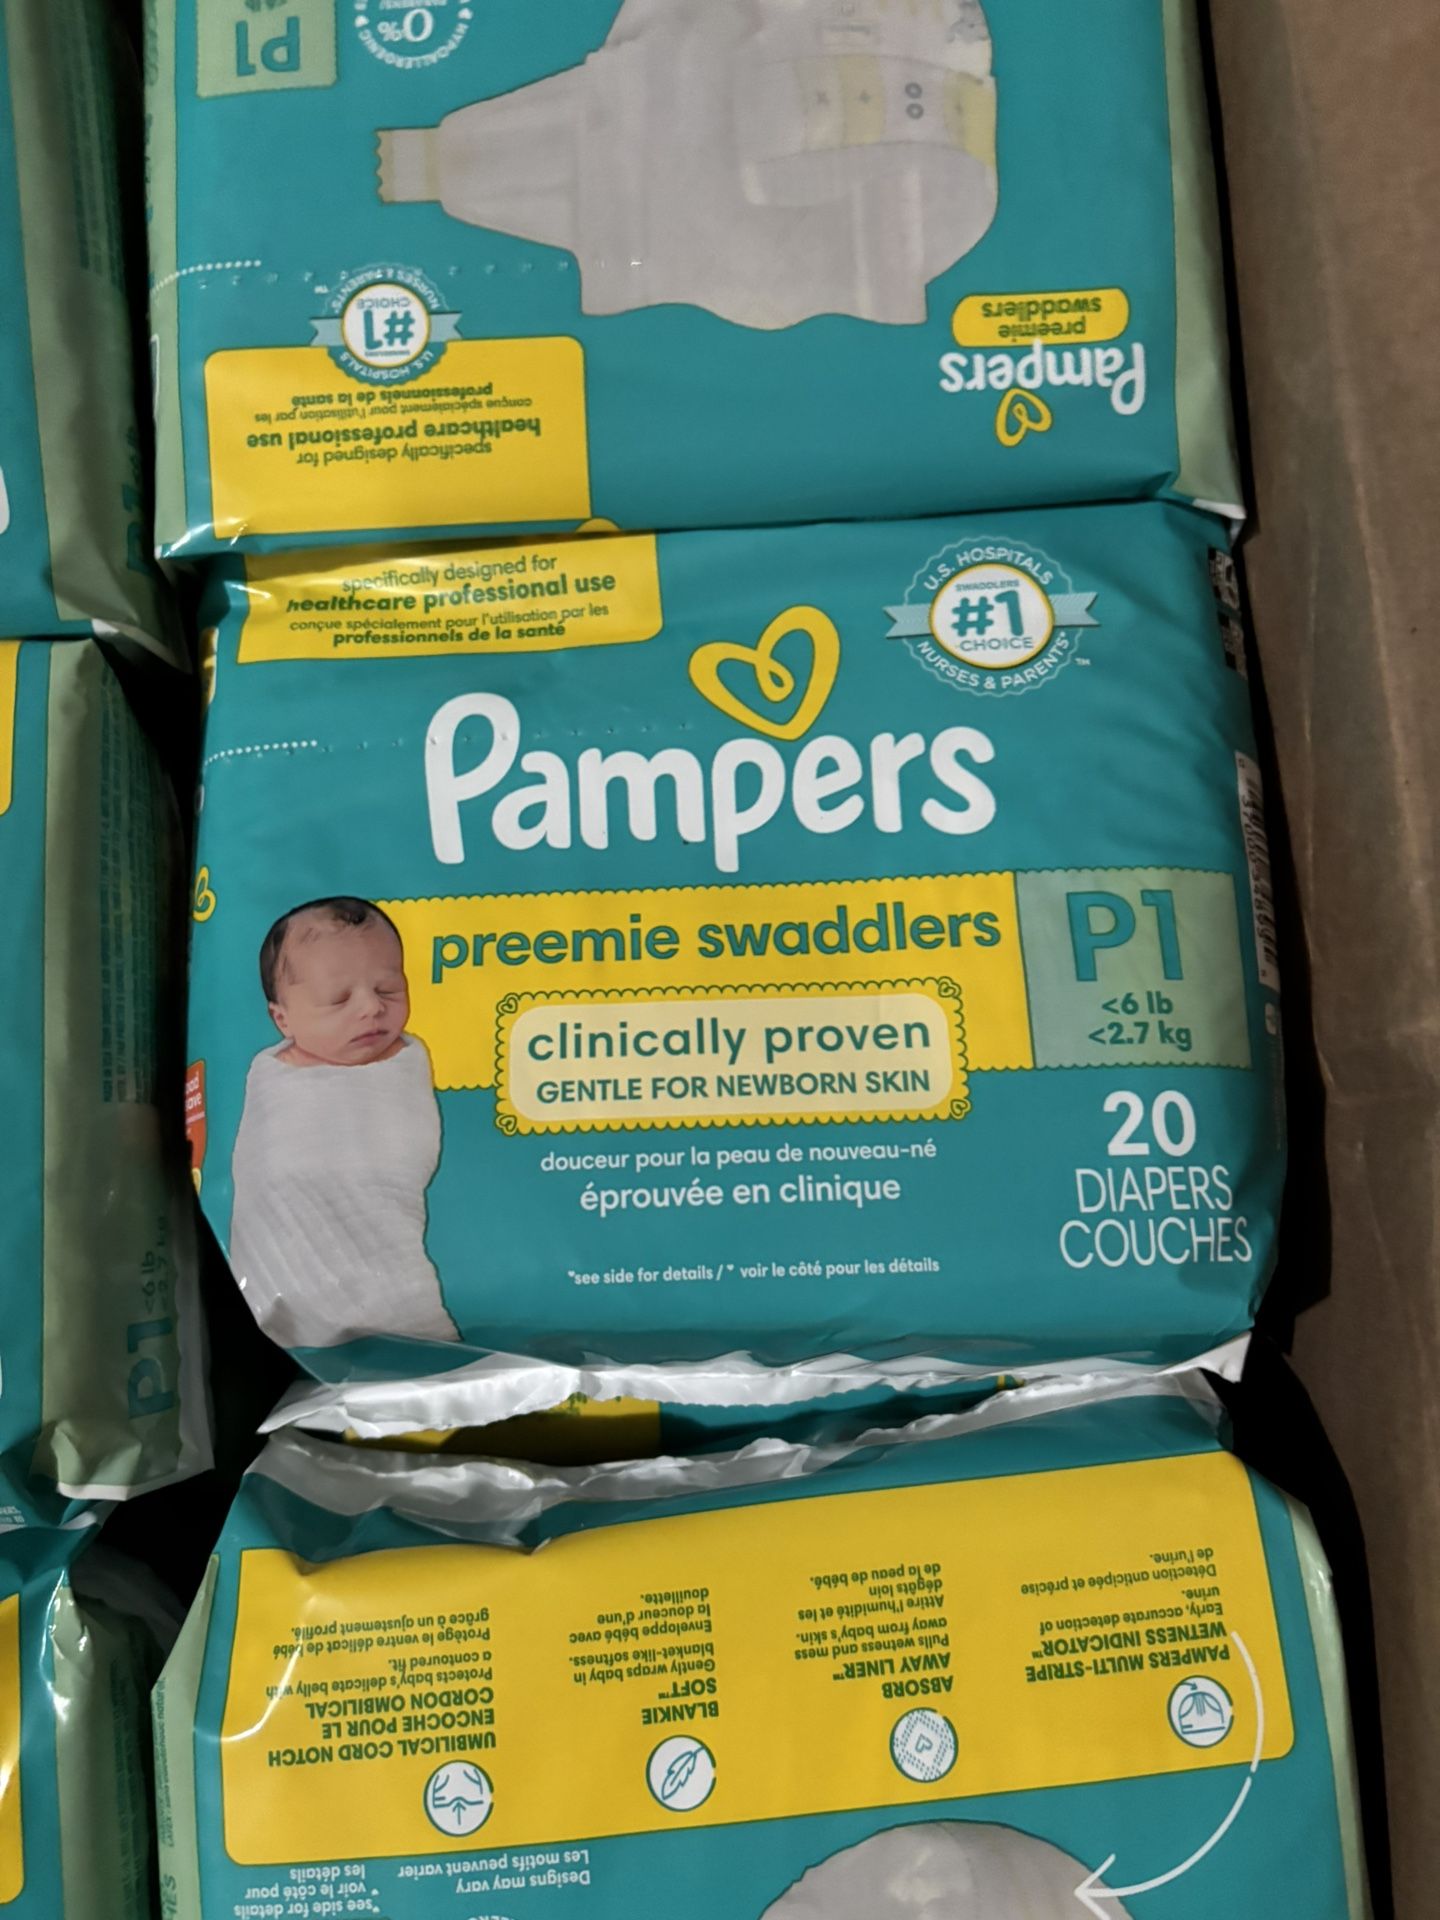 P1
0%
HYPOALLERGENIC
preemie
swaddlers
Pampers
NURSES & PARENTS
CHOICE
#1
U.S. HOSPITALS
specifically designed for
healthcare professional use
conçue spécialement pour l'utilisation par les
professionnels de la santé
specifically designed for
healthcare professional use
conçue spécialement pour l'utilisation par les
professionnels de la santé
U.S. HOSPITALS
SWADDLERS
#1
CHOICE
NURSES & PARENTS*
TM
Pampers
preemie swaddlers
P1
<6 lb
<2.7 kg
clinically proven
GENTLE FOR NEWBORN SKIN
douceur pour la peau de nouveau-né
éprouvée en clinique
20
DIAPERS
COUCHES
*see side for details / * voir le côté pour les détails
P1 <6 lb
UMBILICAL CORD NOTCH
ENCOCHE POUR LE
CORDON OMBILICAL
Protects baby's delicate belly with
a contoured fit.
Protège le ventre délicat de bébé
grâce à un ajustement profilé.
BLANKIE
SOFT™
Gently wraps baby in
blanket-like softness.
Enveloppe bébé avec
la douceur d'une
douillette.
ABSORB
AWAY LINER™
Pulls wetness and mess
away from baby's skin.
Attire l'humidité et les
dégâts loin
de la peau de bébé.
PAMPERS MULTI-STRIPE
WETNESS INDICATOR™
Early, accurate detection of
urine.
Détection anticipée et précise
de l'urine.
Designs may vary
Les motifs peuvent varier
*see side for details
* voir le côté pour
les détails